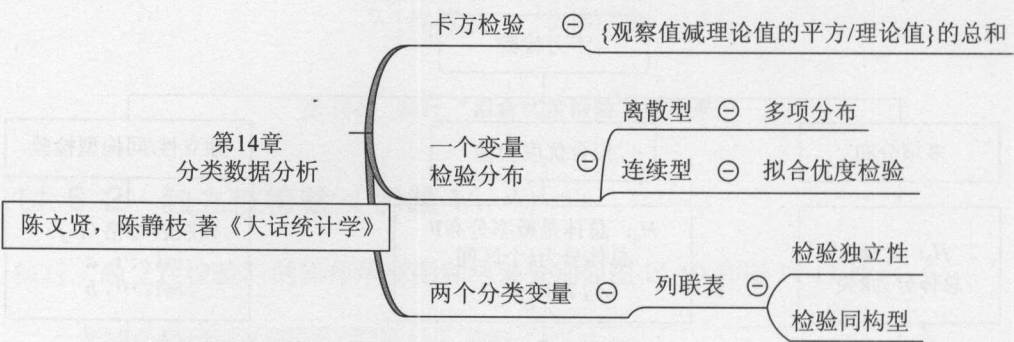 卡方检验
{观察值减理论值的平方/理论值}的总和
第14章
分类数据分析
陈文贤，陈静枝 著《大话统计学》
一个变量
检验分布
离散型
多项分布
连续型
拟合优度检验
两个分类变量
列联表
检验独立性
检验同构型